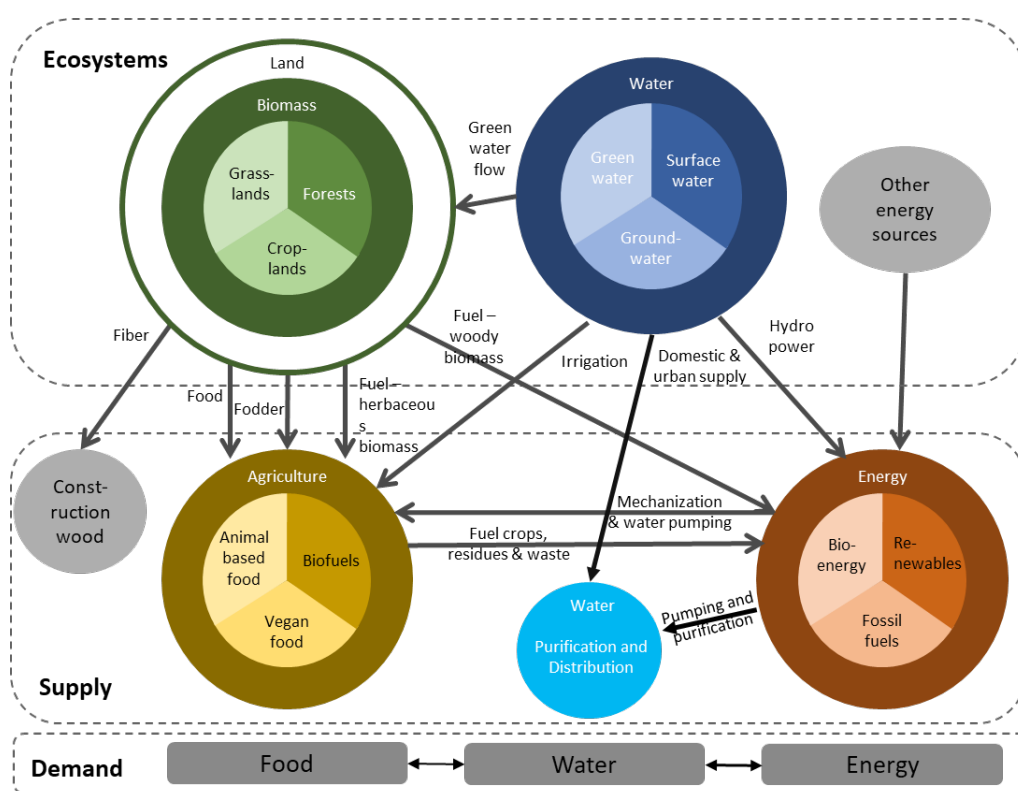 Ecosystems
Land
Biomass
Grass-
lands
Forests
Crop-
lands
Green
water
flow
Water
Green
water
Surface
water
Ground-
water
Other
energy
sources
Fiber
Food
Fodder
Fuel –
herbaceou
s
biomass
Fuel –
woody
biomass
Irrigation
Domestic &
urban supply
Hydro
power
Const-
ruction
wood
Agriculture
Animal
based
food
Biofuels
Vegan
food
Mechanization
& water pumping
Fuel crops,
residues & waste
Water
Purification and
Distribution
Pumping and
purification
Energy
Bio-
energy
Re-
newables
Fossil
fuels
Supply
Demand
Food
Water
Energy